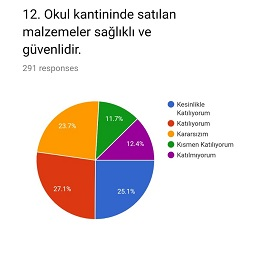 12. Okul kantininde satılan
malzemeler sağlıklı ve
güvenlidir.
291 responses
Kesinlikle
Katılıyorum
Katılıyorum
Kararsızım
Kısmen Katılıyorum
Katılmıyorum
11.7%
23.7%
12.4%
27.1%
25.1%